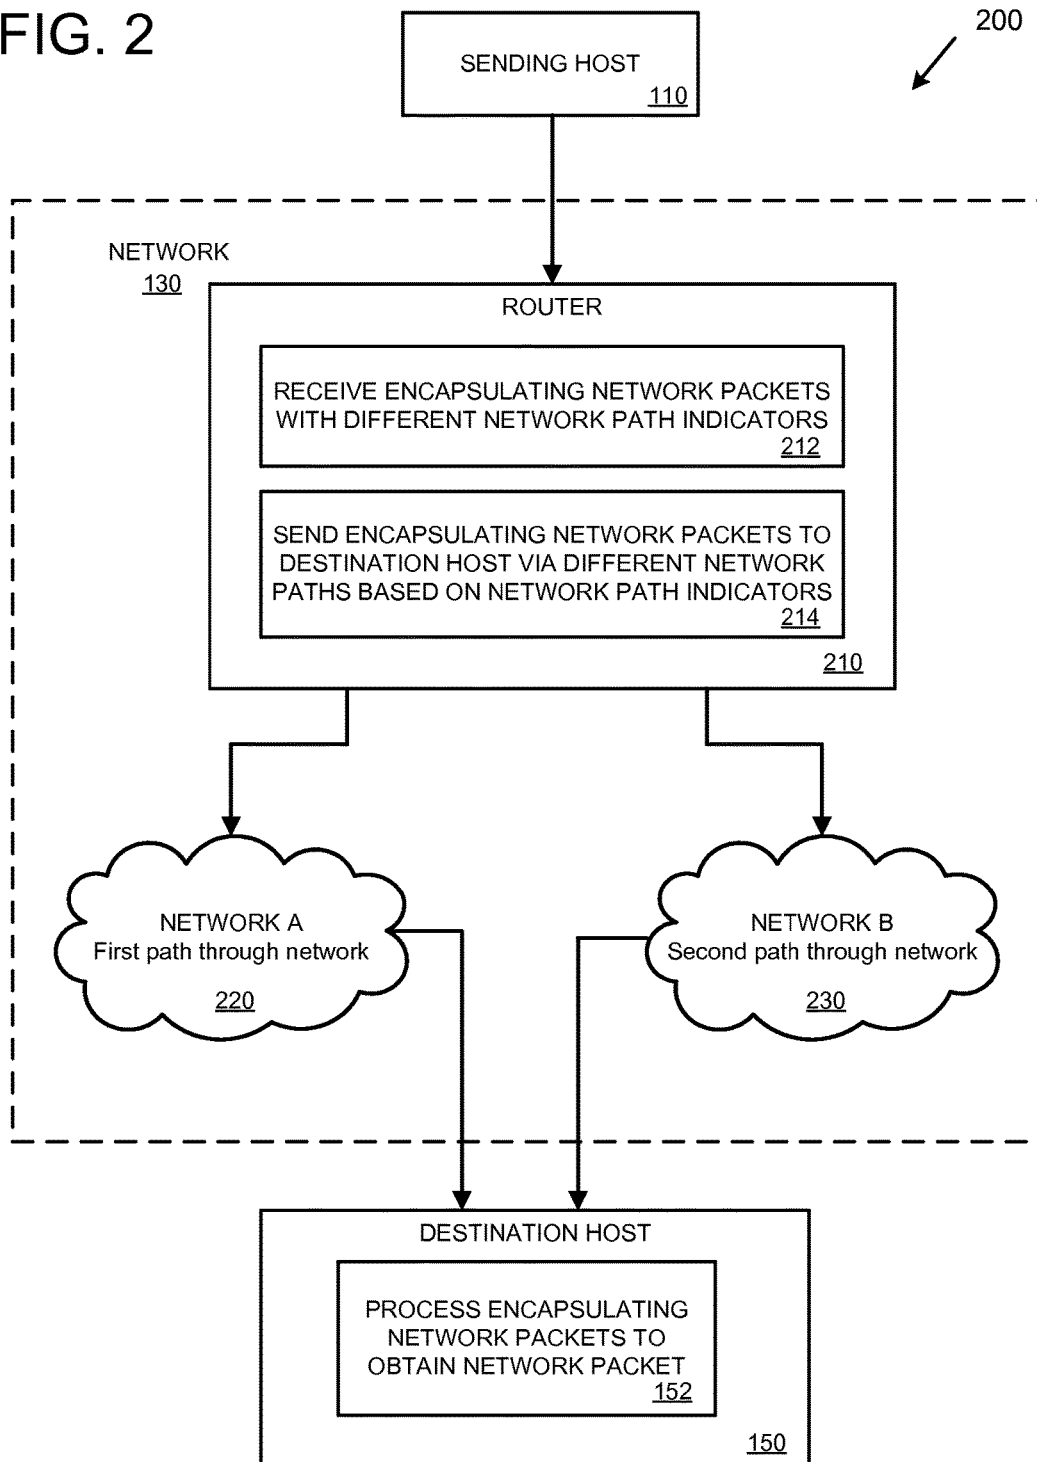 FIG. 2
200
SENDING HOST
110
NETWORK
130
ROUTER
RECEIVE ENCAPSULATING NETWORK PACKETS
WITH DIFFERENT NETWORK PATH INDICATORS
212
SEND ENCAPSULATING NETWORK PACKETS TO
DESTINATION HOST VIA DIFFERENT NETWORK
PATHS BASED ON NETWORK PATH INDICATORS
214
210
NETWORK A
First path through network
220
NETWORK B
Second path through network
230
DESTINATION HOST
PROCESS ENCAPSULATING
NETWORK PACKETS TO
OBTAIN NETWORK PACKET
152
150